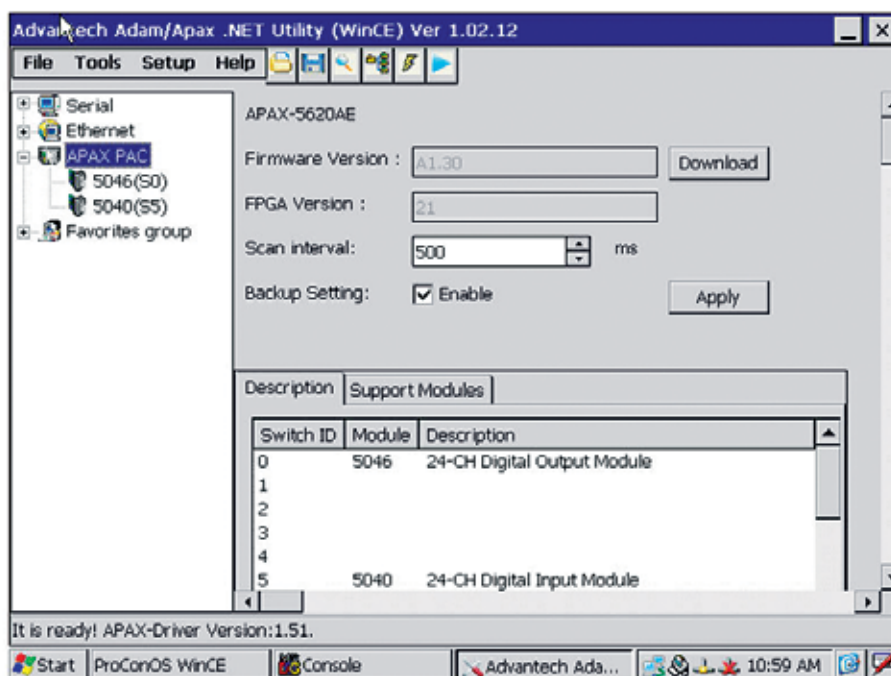 Advantech Adam/Apax .NET Utility (WinCE) Ver 1.02.12
File Tools Setup Help
Serial
Ethernet
APAX PAC
5046(S0)
5040(S5)
Favorites group
APAX-5620AE
Firmware Version : A1.30 Download
FPGA Version : 21
Scan interval: 500 ms
Backup Setting: Enable Apply
Description Support Modules
Switch ID Module Description
0 5046 24-CH Digital Output Module
1
2
3
4
5 5040 24-CH Digital Input Module
It is ready! APAX-Driver Version:1.51.
Start ProConOS WinCE Console Advantech Ada... 10:59 AM